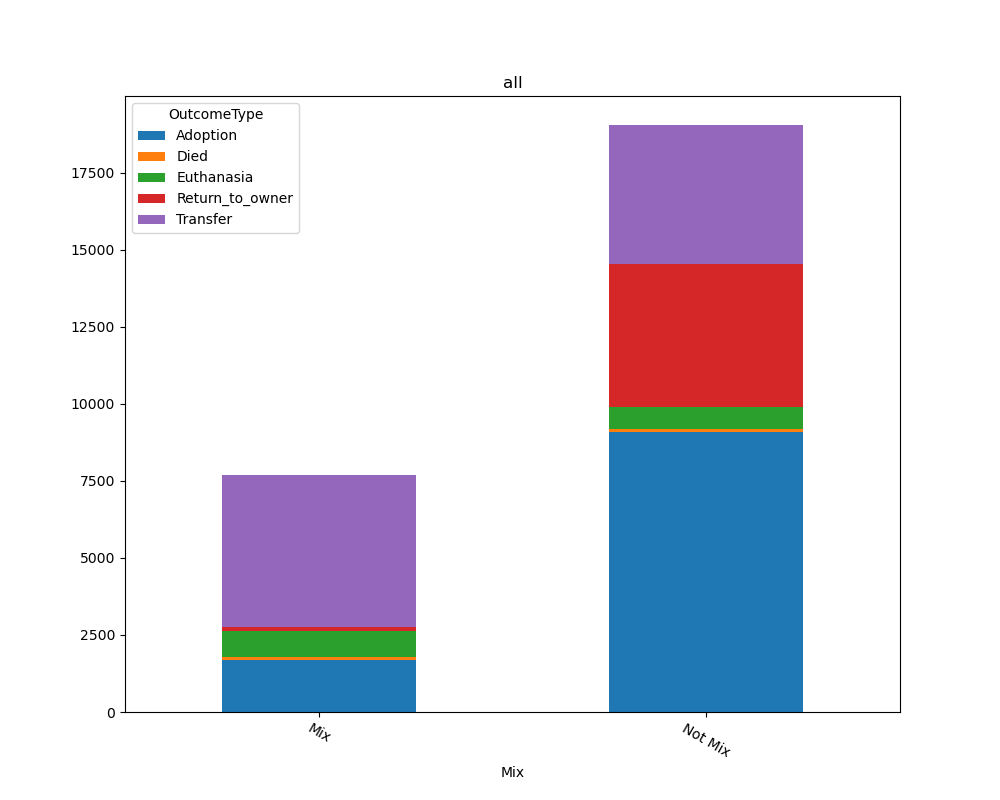 all
OutcomeType
Adoption
Died
Euthanasia
Return_to_owner
Transfer
17500
15000
12500
10000
7500
5000
2500
0
Mix
Not Mix
Mix